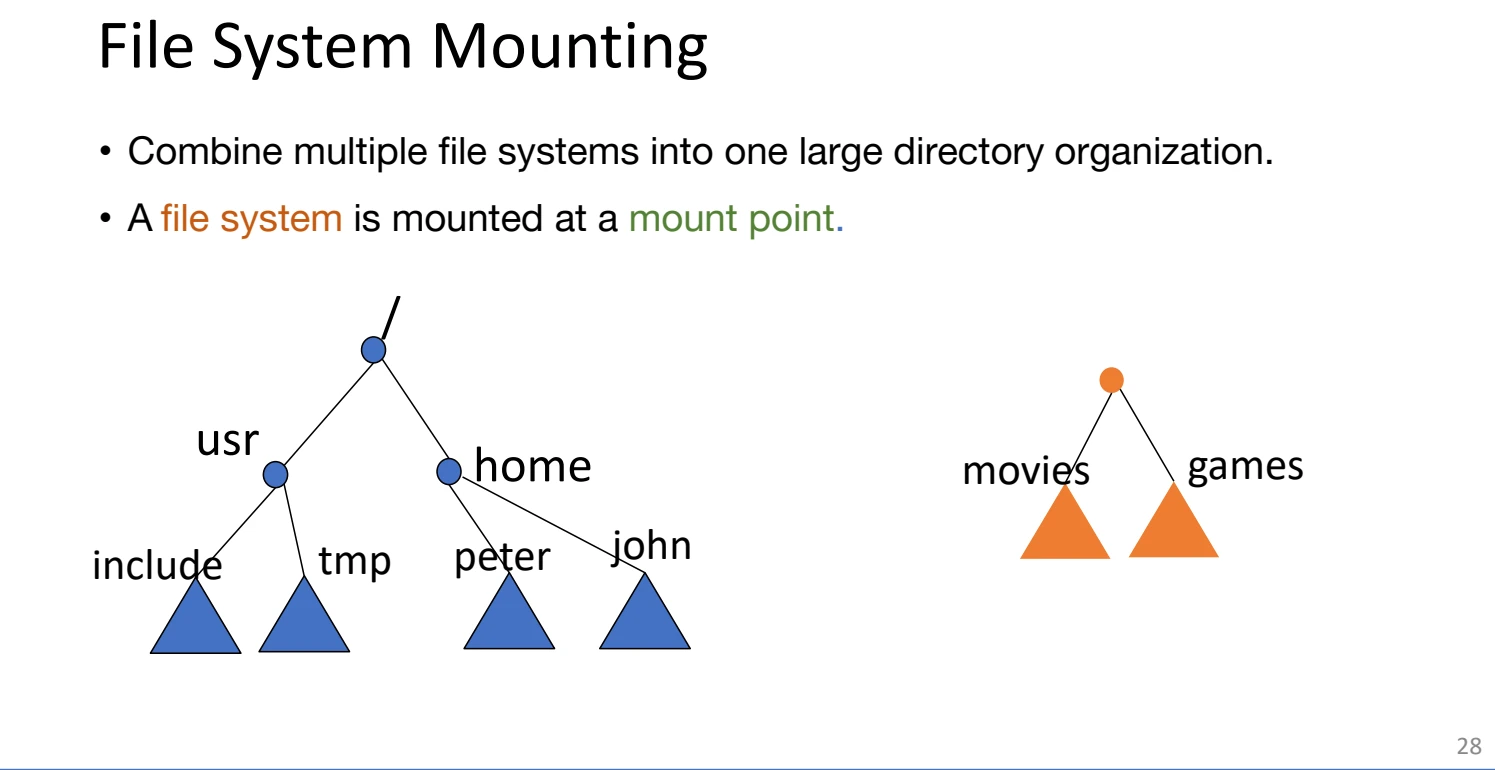 File System Mounting
• Combine multiple file systems into one large directory organization.
• A file system is mounted at a mount point.
/
usr
home
include
tmp
peter
john
movies
games
28